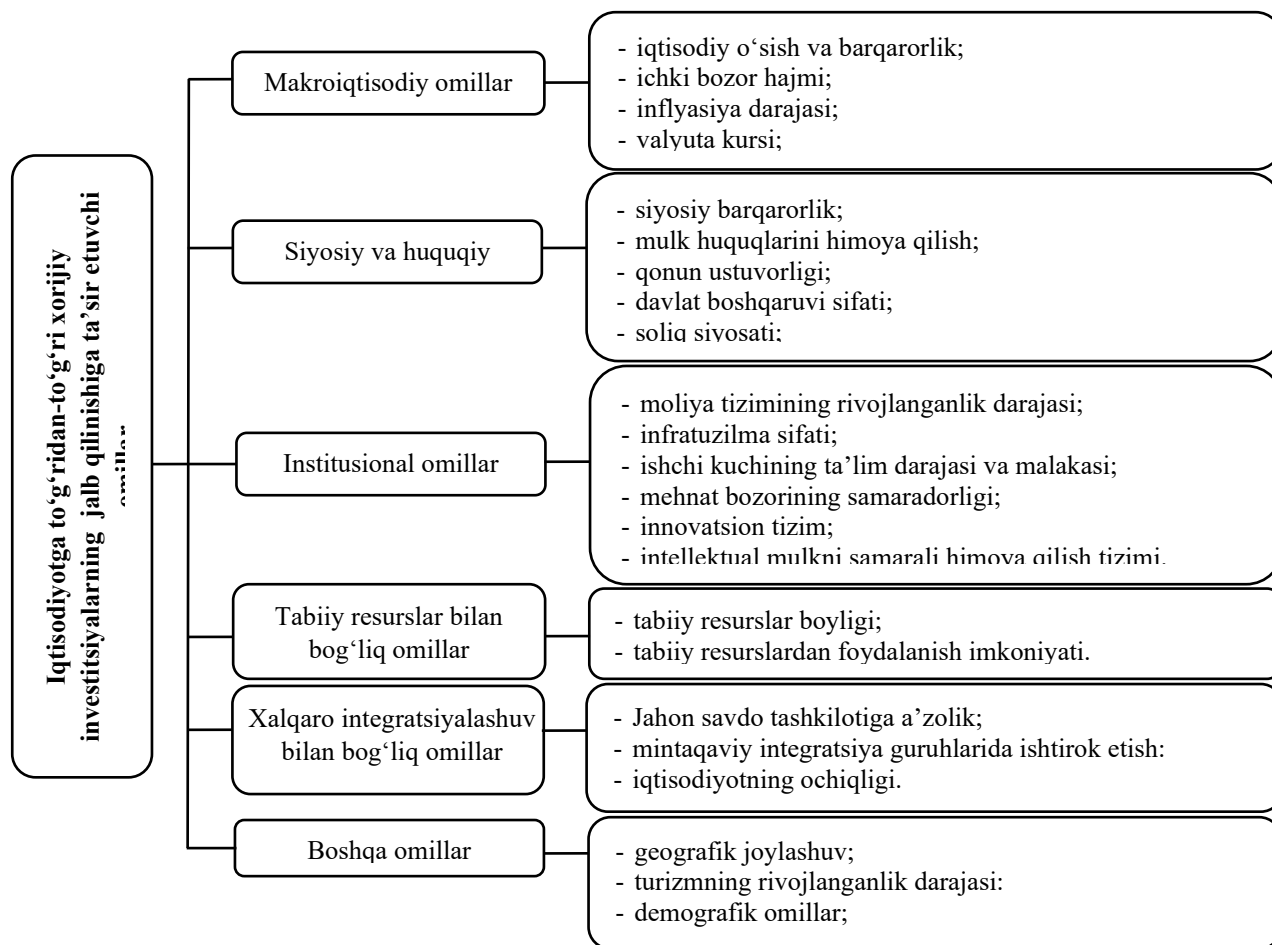 Iqtisodiyotga to‘g‘ridan-to‘g‘ri xorijiy
investitsiyalarning jalb qilinishiga ta’sir etuvchi
omillar
Makroiqtisodiy omillar
- iqtisodiy o‘sish va barqarorlik;
- ichki bozor hajmi;
- inflyasiya darajasi;
- valyuta kursi;
Siyosiy va huquqiy
- siyosiy barqarorlik;
- mulk huquqlarini himoya qilish;
- qonun ustuvorligi;
- davlat boshqaruvi sifati;
- soliq siyosati;
Institusional omillar
- moliya tizimining rivojlanganlik darajasi;
- infratuzilma sifati;
- ishchi kuchining ta’lim darajasi va malakasi;
- mehnat bozorining samaradorligi;
- innovatsion tizim;
- intellektual mulkni samarali himoya qilish tizimi.
Tabiiy resurslar bilan
bog‘liq omillar
- tabiiy resurslar boyligi;
- tabiiy resurslardan foydalanish imkoniyati.
Xalqaro integratsiyalashuv
bilan bog‘liq omillar
- Jahon savdo tashkilotiga a’zolik;
- mintaqaviy integratsiya guruhlarida ishtirok etish:
- iqtisodiyotning ochiqligi.
Boshqa omillar
- geografik joylashuv;
- turizmning rivojlanganlik darajasi:
- demografik omillar;